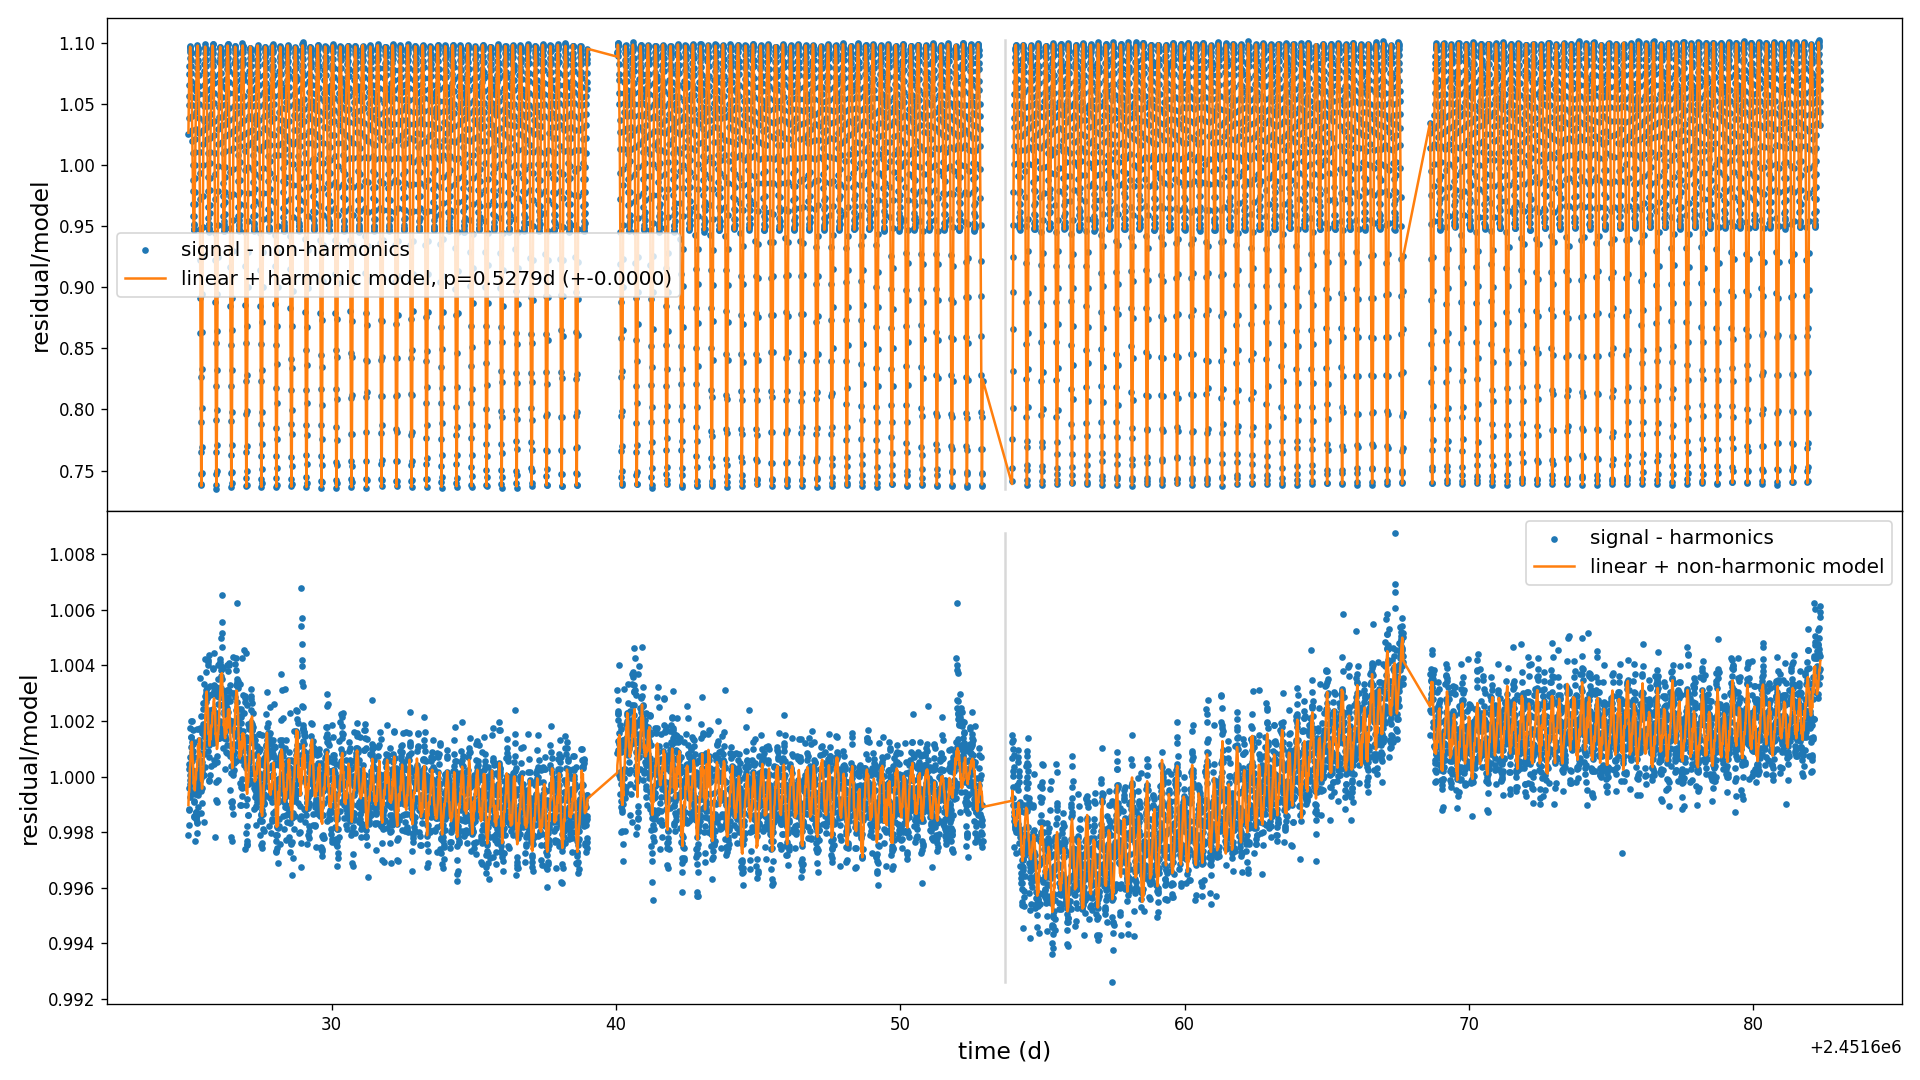 1.10
1.05
1.00
0.95
0.90
0.85
0.80
0.75
residual/model
signal - non-harmonics
linear + harmonic model, p=0.5279d (+-0.0000)
1.008
1.006
1.004
1.002
1.000
0.998
0.996
0.994
0.992
residual/model
signal - harmonics
linear + non-harmonic model
30
40
50
60
70
80
time (d)
+2.4516e6